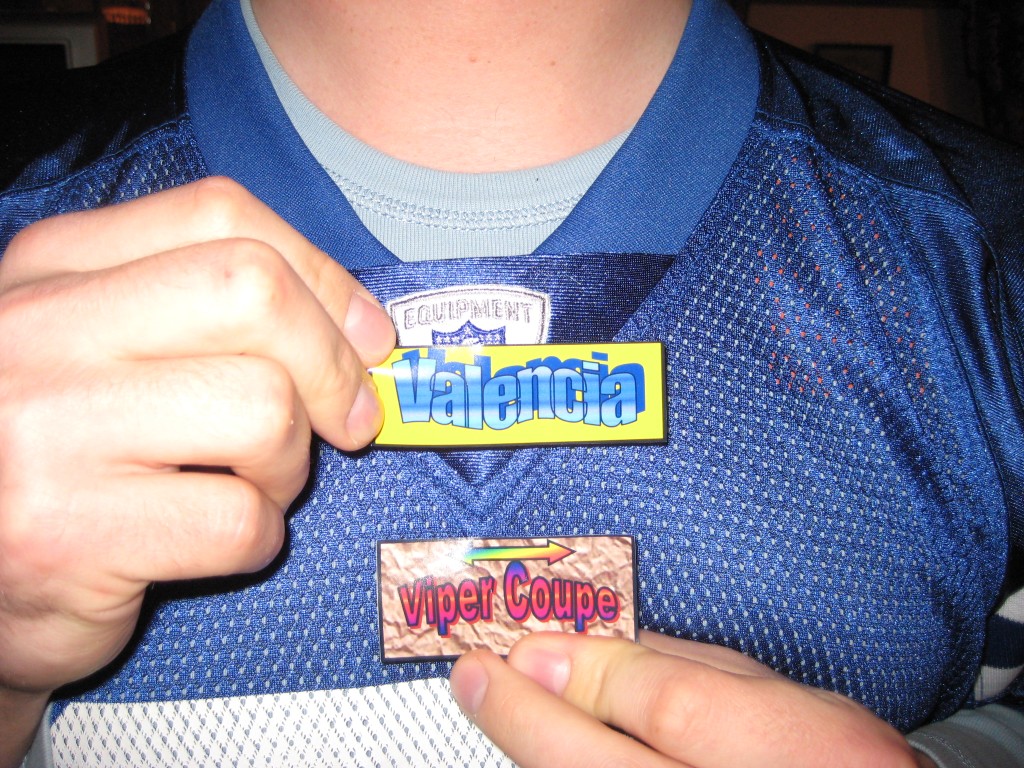 EQUIPMENT
Valencia
Viper Coupe